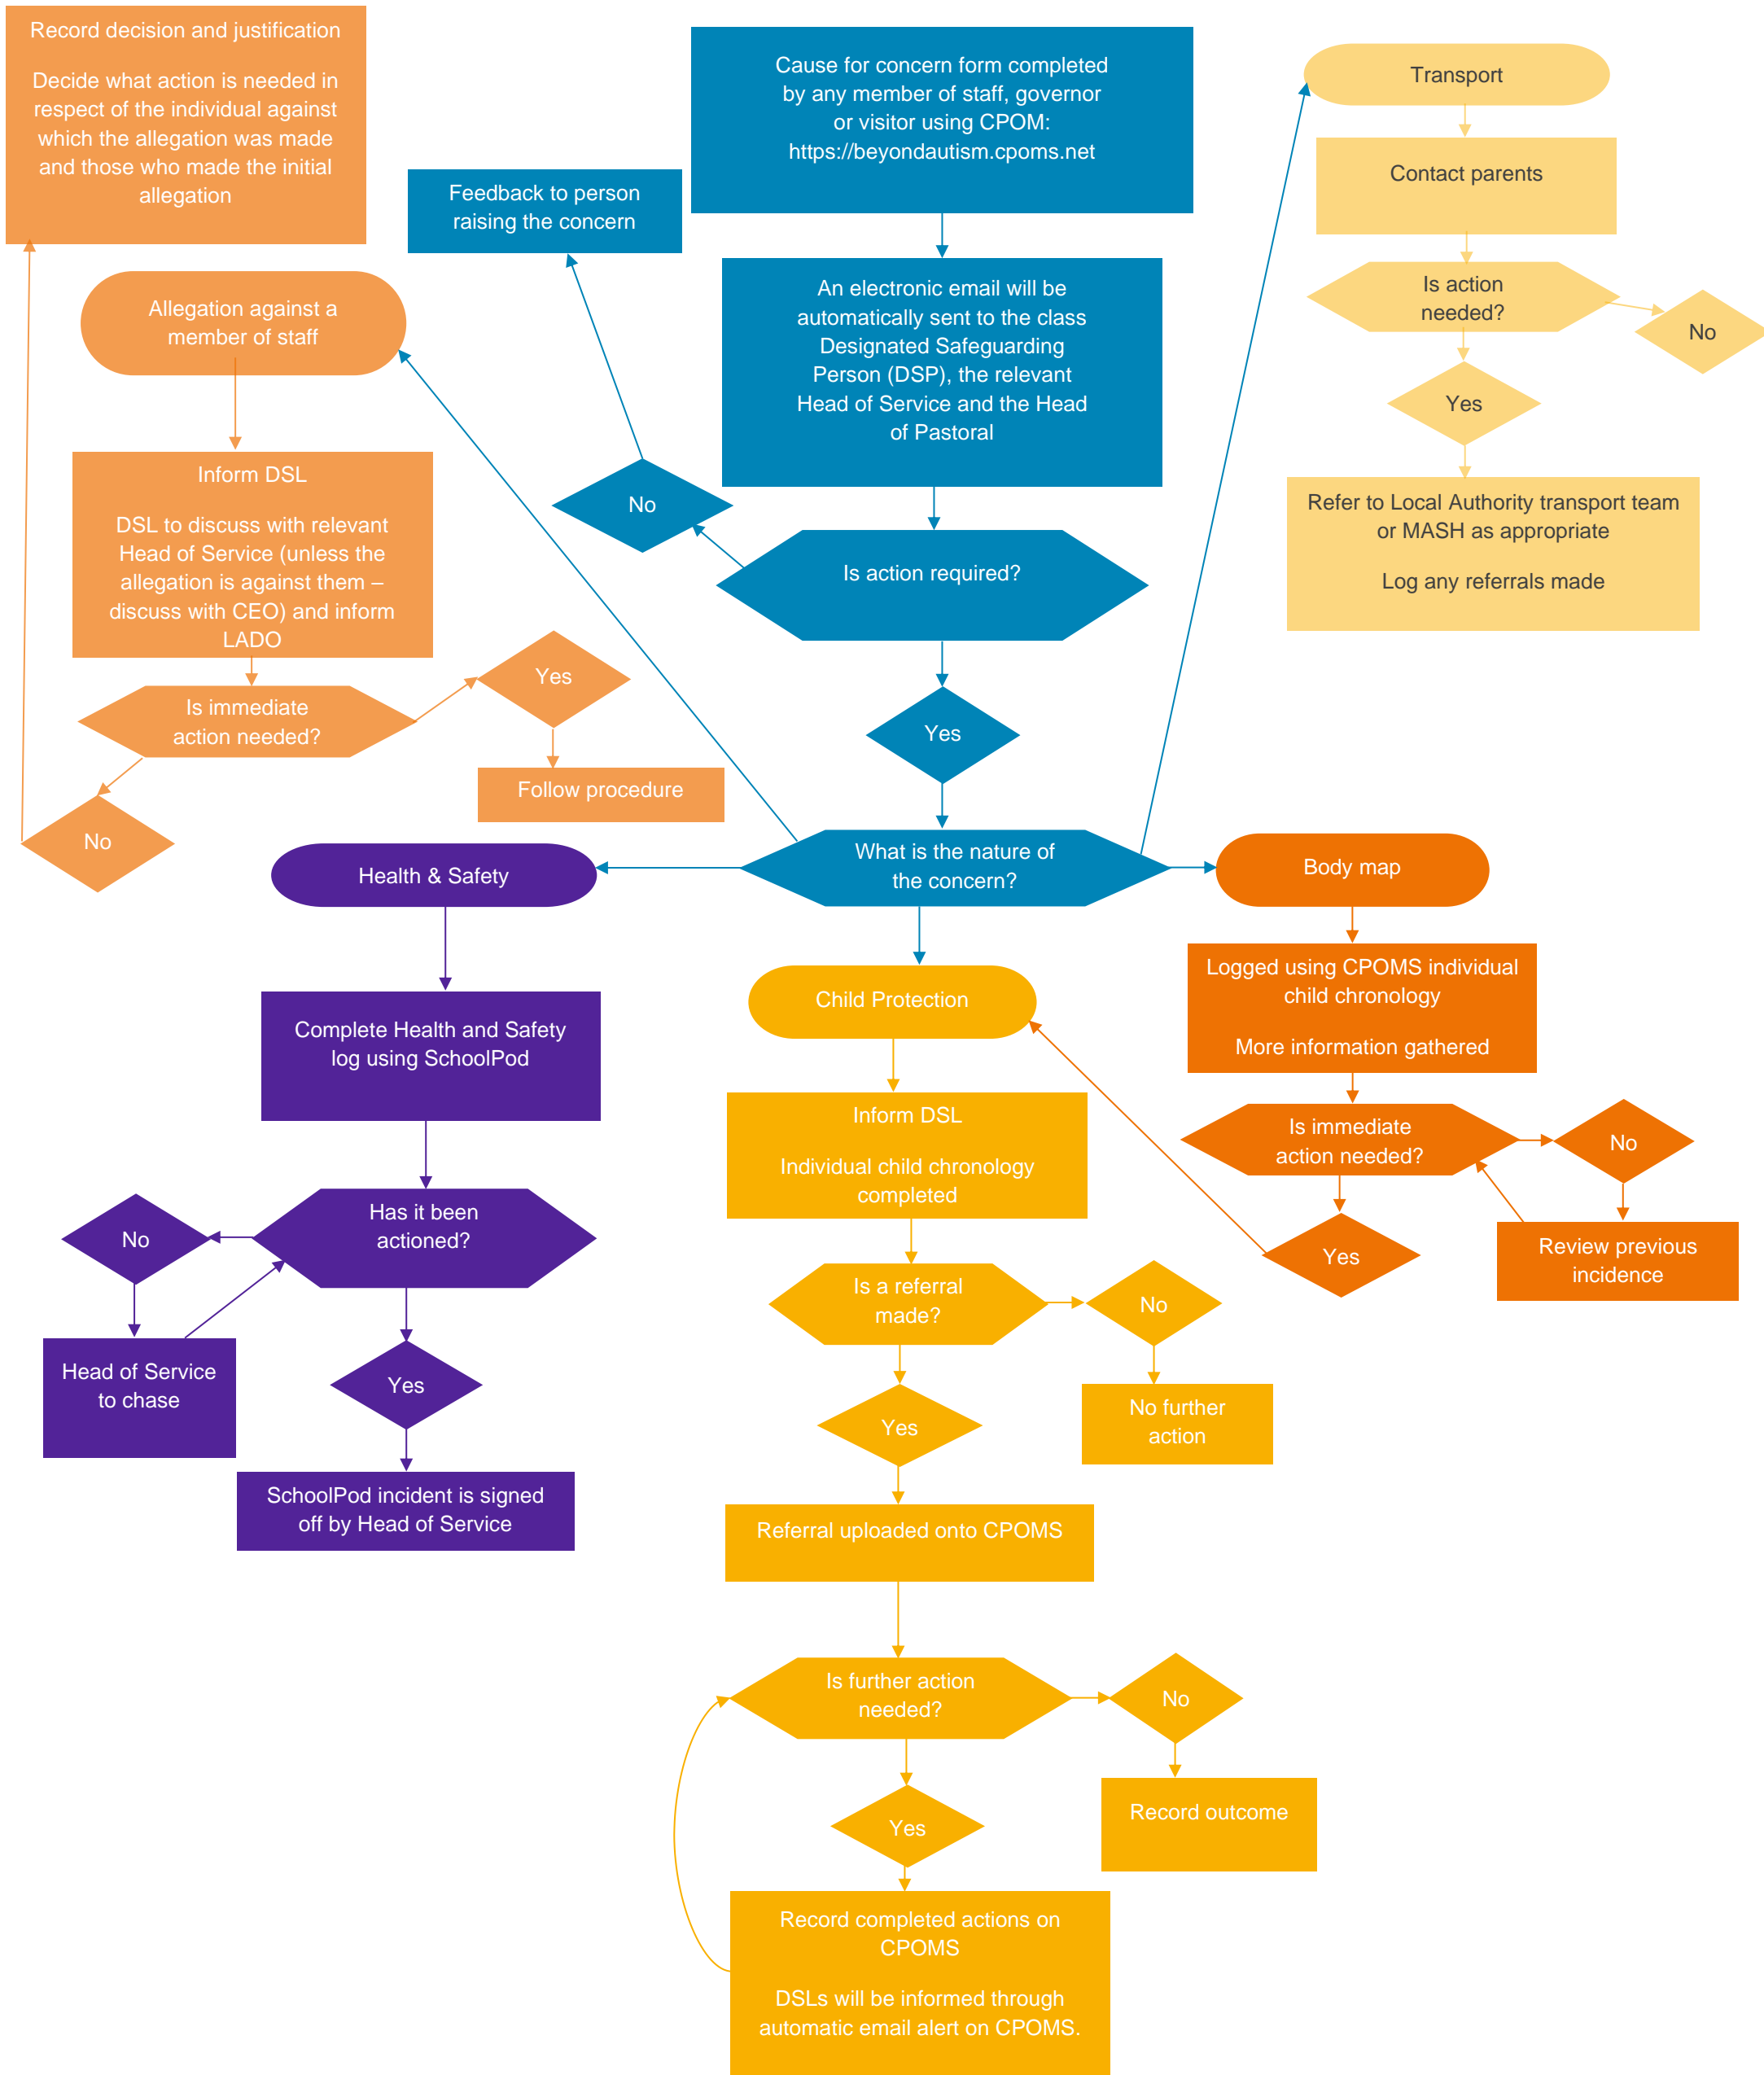 Record decision and justification
Decide what action is needed in
respect of the individual against
which the allegation was made
and those who made the initial
allegation
Cause for concern form completed
by any member of staff, governor
or visitor using CPOM:
https://beyondautism.cpoms.net
Transport
Contact parents
Feedback to person
raising the concern
Is action
needed?
No
Yes
Refer to Local Authority transport team
or MASH as appropriate
Log any referrals made
An electronic email will be
automatically sent to the class
Designated Safeguarding
Person (DSP), the relevant
Head of Service and the Head
of Pastoral
Allegation against a
member of staff
Inform DSL
DSL to discuss with relevant
Head of Service (unless the
allegation is against them –
discuss with CEO) and inform
LADO
No
Is action required?
Yes
Is immediate
action needed?
Yes
Follow procedure
No
What is the nature of
the concern?
Health & Safety
Body map
Logged using CPOMS individual
child chronology
More information gathered
Child Protection
Complete Health and Safety
log using SchoolPod
Inform DSL
Individual child chronology
completed
Is immediate
action needed?
No
Yes
Review previous
incidence
Has it been
actioned?
No
Head of Service
to chase
Yes
SchoolPod incident is signed
off by Head of Service
Is a referral
made?
No
No further
action
Yes
Referral uploaded onto CPOMS
Is further action
needed?
No
Record outcome
Yes
Record completed actions on
CPOMS
DSLs will be informed through
automatic email alert on CPOMS.